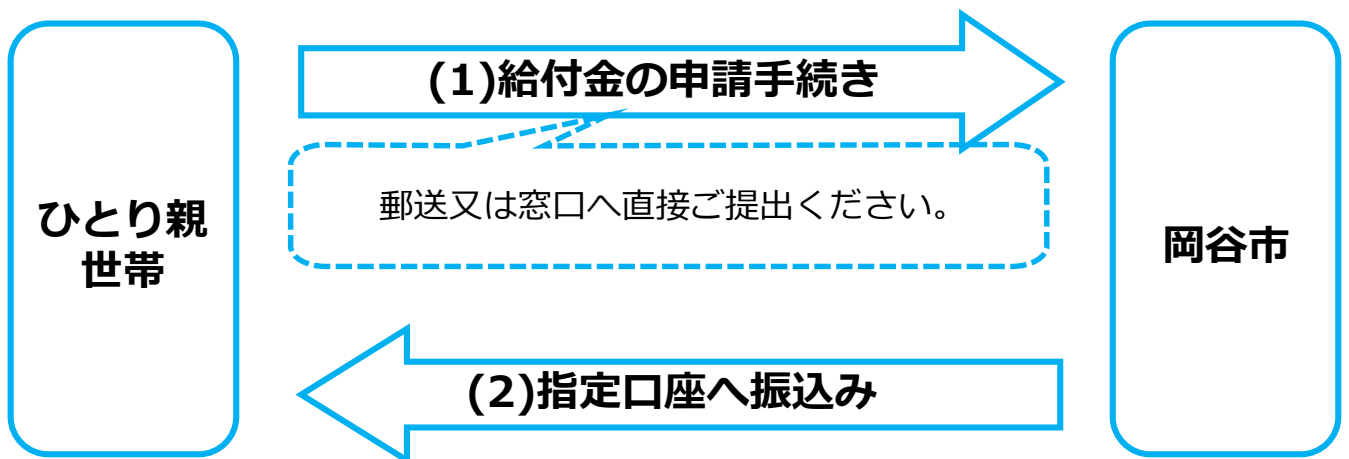 (1)給付金の申請手続き
郵送又は窓口へ直接ご提出ください。
ひとり親
世帯
岡谷市
(2)指定口座へ振込み